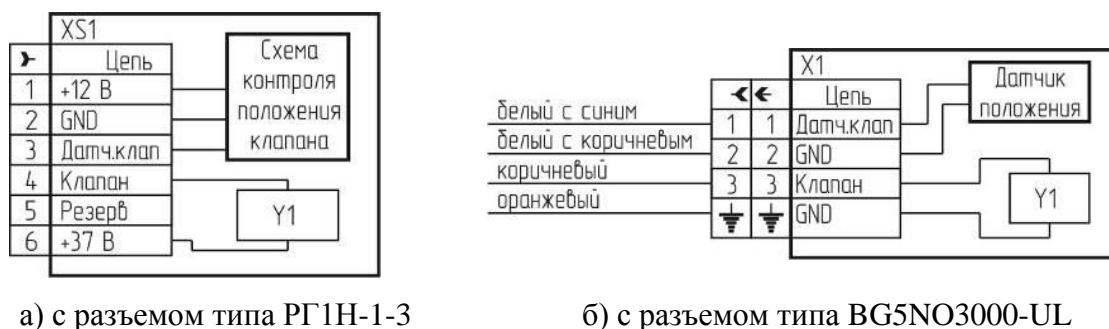 XS1
Цепь
1 +12 В
2 GND
3 Датч.клап
4 Клапан
5 Резерв
6 +37 В
Схема
контроля
положения
клапана
Y1
X1
Цепь
белый с синим 1 1 Датч.клап
белый с коричневым 2 2 GND
коричневый 3 3 Клапан
оранжевый GND
Датчик
положения
Y1
а) с разъемом типа РГ1Н-1-3
б) с разъемом типа BG5NO3000-UL